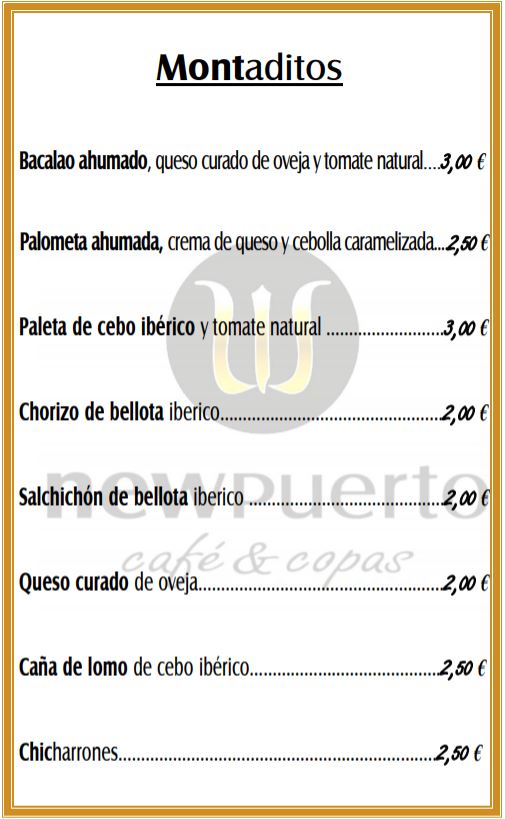 Montaditos
Bacalao ahumado, queso curado de oveja y tomate natural....3,00 €
Palometa ahumada, crema de queso y cebolla caramelizada...2,50 €
Paleta de cebo ibérico y tomate natural ..........................3,00 €
Chorizo de bellota iberico.................................................2,00 €
newpuerto
Salchichón de bellota iberico ...........................................2,00 €
café & copas
Queso curado de oveja......................................................2,00 €
Caña de lomo de cebo ibérico..........................................2,50 €
Chicharrones......................................................................2,50 €